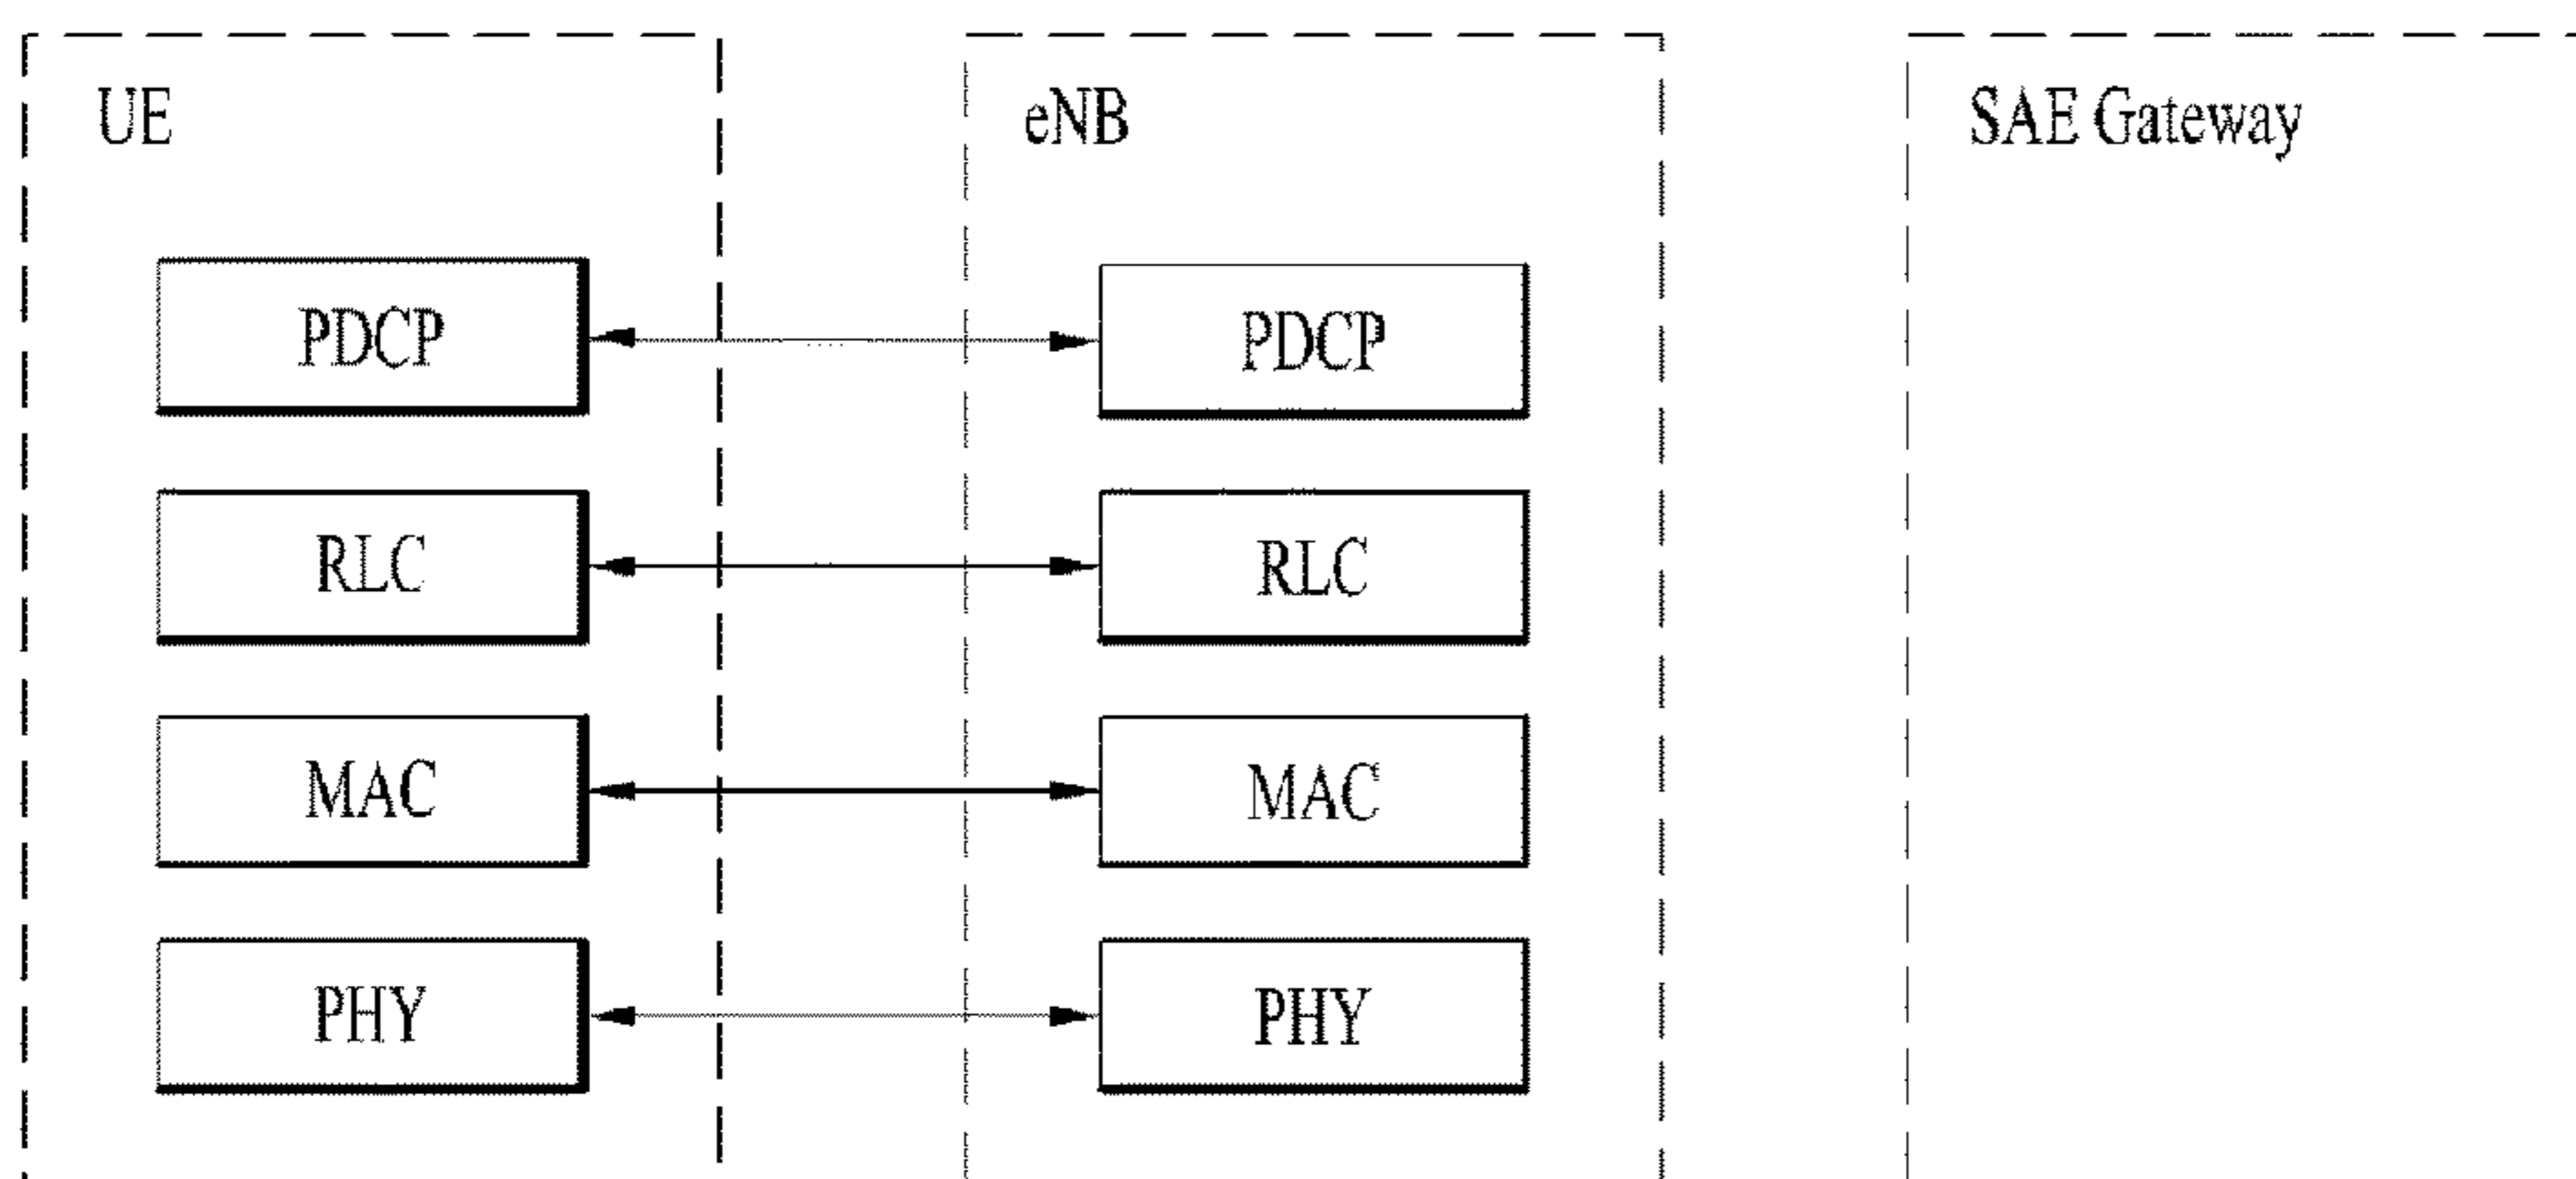 UE
eNB
SAE Gateway
PDCP
PDCP
RLC
RLC
MAC
MAC
PHY
PHY